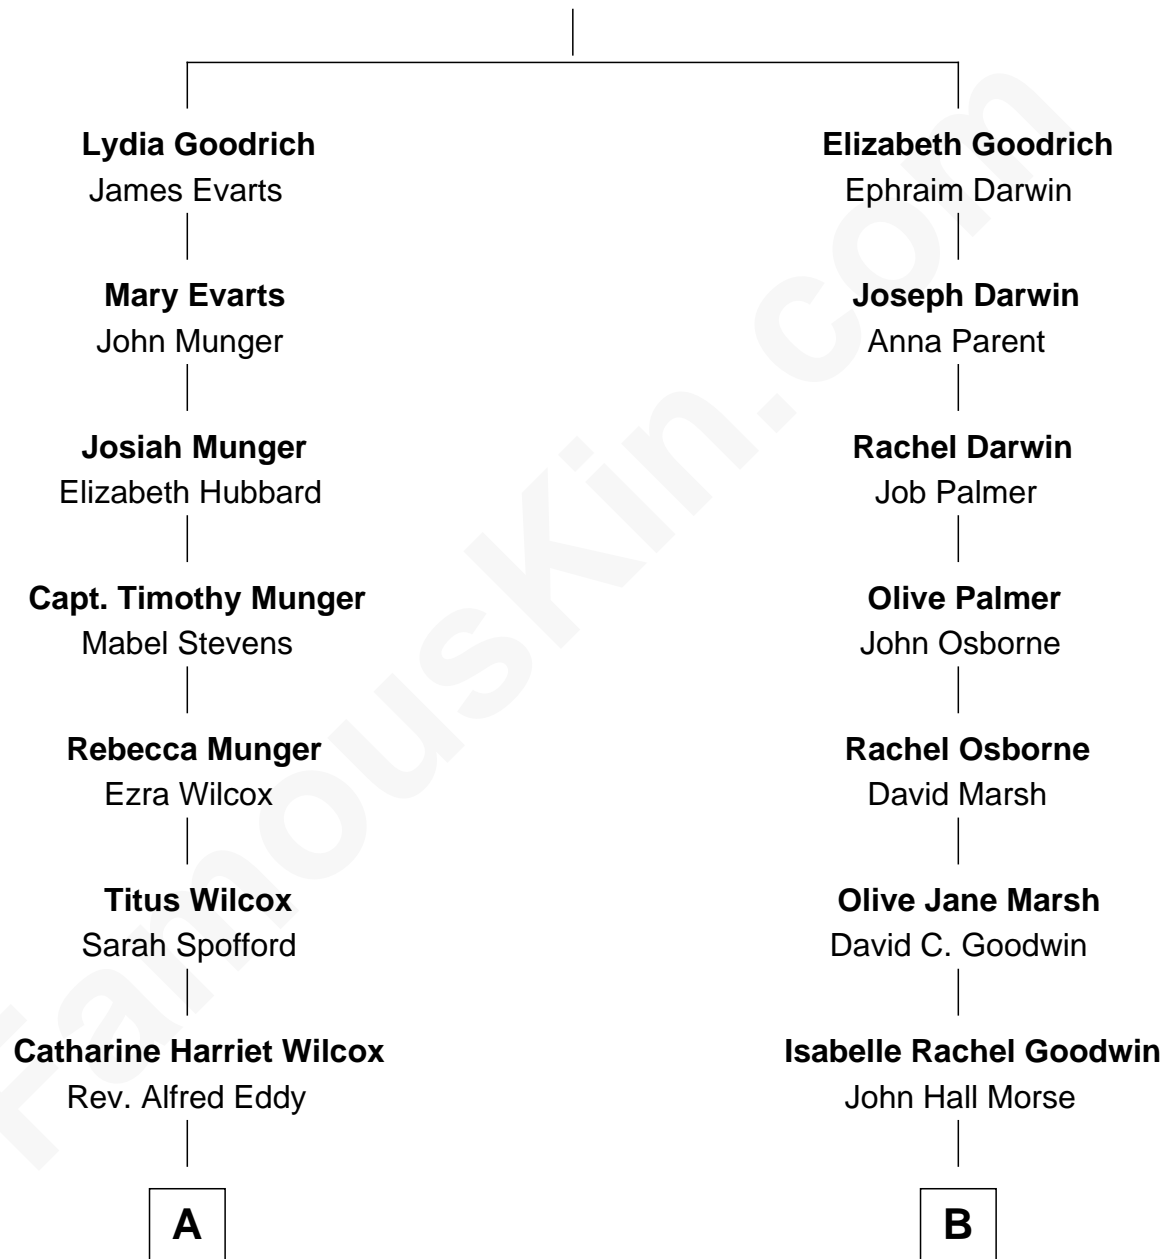 Lydia Goodrich
James Evarts
Mary Evarts
John Munger
Josiah Munger
Elizabeth Hubbard
Capt. Timothy Munger
Mabel Stevens
Rebecca Munger
Ezra Wilcox
Titus Wilcox
Sarah Spofford
Catharine Harriet Wilcox
Rev. Alfred Eddy
A
Elizabeth Goodrich
Ephraim Darwin
Joseph Darwin
Anna Parent
Rachel Darwin
Job Palmer
Olive Palmer
John Osborne
Rachel Osborne
David Marsh
Olive Jane Marsh
David C. Goodwin
Isabelle Rachel Goodwin
John Hall Morse
B
FamousKin.com